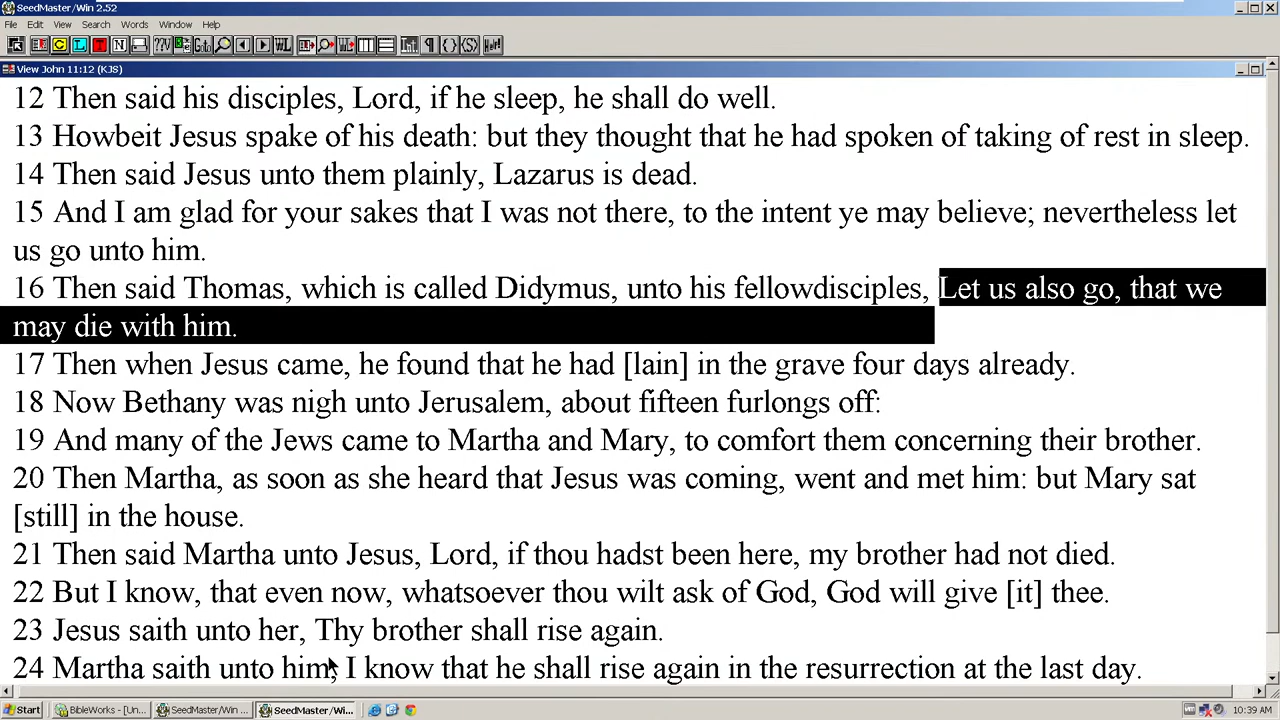 SeedMaster/Win 2.52
File Edit View Search Words Window Help
View John 11:12 (KJS)
12 Then said his disciples, Lord, if he sleep, he shall do well.
13 Howbeit Jesus spake of his death: but they thought that he had spoken of taking of rest in sleep.
14 Then said Jesus unto them plainly, Lazarus is dead.
15 And I am glad for your sakes that I was not there, to the intent ye may believe; nevertheless let
us go unto him.
16 Then said Thomas, which is called Didymus, unto his fellowdisciples, Let us also go, that we
may die with him.
17 Then when Jesus came, he found that he had [lain] in the grave four days already.
18 Now Bethany was nigh unto Jerusalem, about fifteen furlongs off:
19 And many of the Jews came to Martha and Mary, to comfort them concerning their brother.
20 Then Martha, as soon as she heard that Jesus was coming, went and met him: but Mary sat
[still] in the house.
21 Then said Martha unto Jesus, Lord, if thou hadst been here, my brother had not died.
22 But I know, that even now, whatsoever thou wilt ask of God, God will give [it] thee.
23 Jesus saith unto her, Thy brother shall rise again.
24 Martha saith unto him, I know that he shall rise again in the resurrection at the last day.
Start BibleWorks - [Un... SeedMaster/Win ... SeedMaster/Wi... 10:39 AM